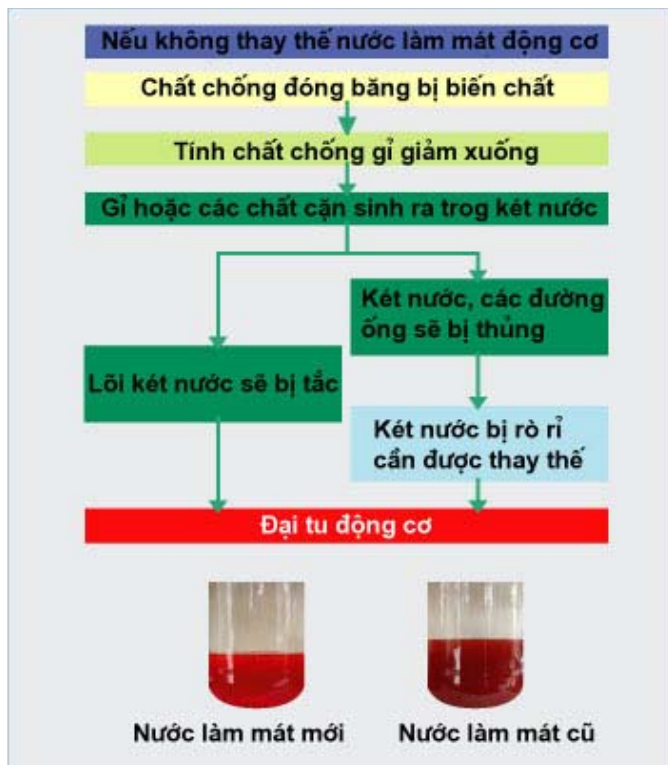 Nếu không thay thế nước làm mát động cơ
Chất chống đóng băng bị biến chất
Tính chất chống gỉ giảm xuống
Gỉ hoặc các chất cặn sinh ra trog két nước
Két nước, các đường
ống sẽ bị thủng
Lõi két nước sẽ bị tắc
Két nước bị rò rỉ
cần được thay thế
Đại tu động cơ
Nước làm mát mới
Nước làm mát cũ